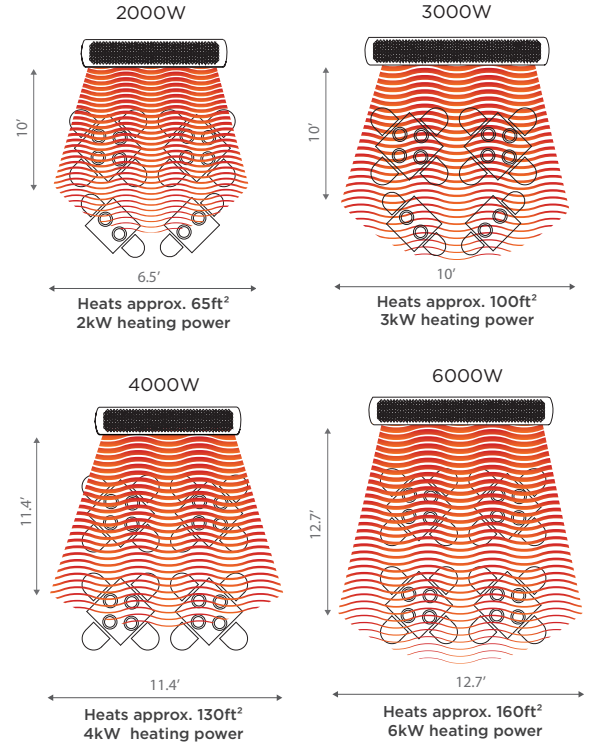 2000W
10′
6.5′
Heats approx. 65ft²
2kW heating power
3000W
10′
10′
Heats approx. 100ft²
3kW heating power
4000W
11.4′
11.4′
Heats approx. 130ft²
4kW heating power
6000W
12.7′
12.7′
Heats approx. 160ft²
6kW heating power